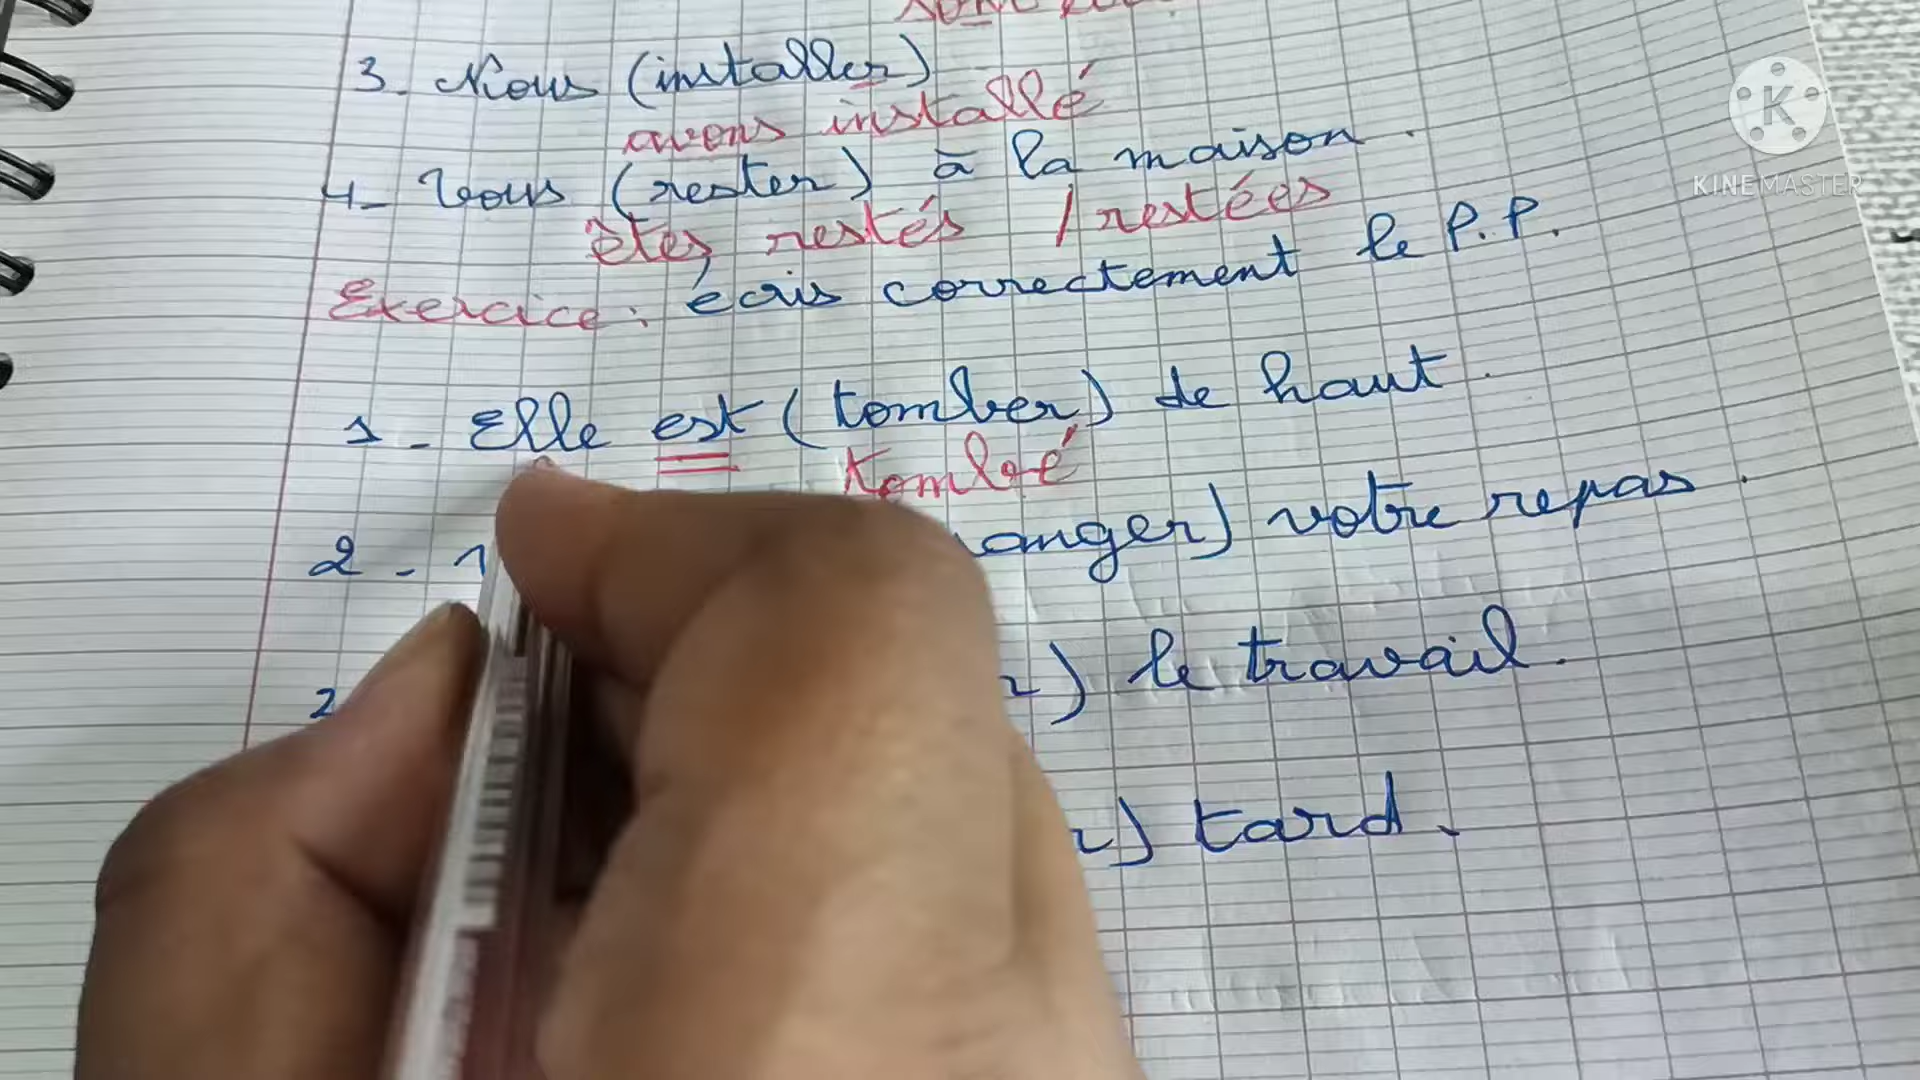 3. Nous (installer)
avons installé
4- Vous (rester) à la maison.
êtes restés / restées
Exercice: écris correctement le P.P.
1 - Elle est (tomber) de haut.
tombé
2 - anger) votre repas.
r) le travail.
r) tard.
KINEMASTER